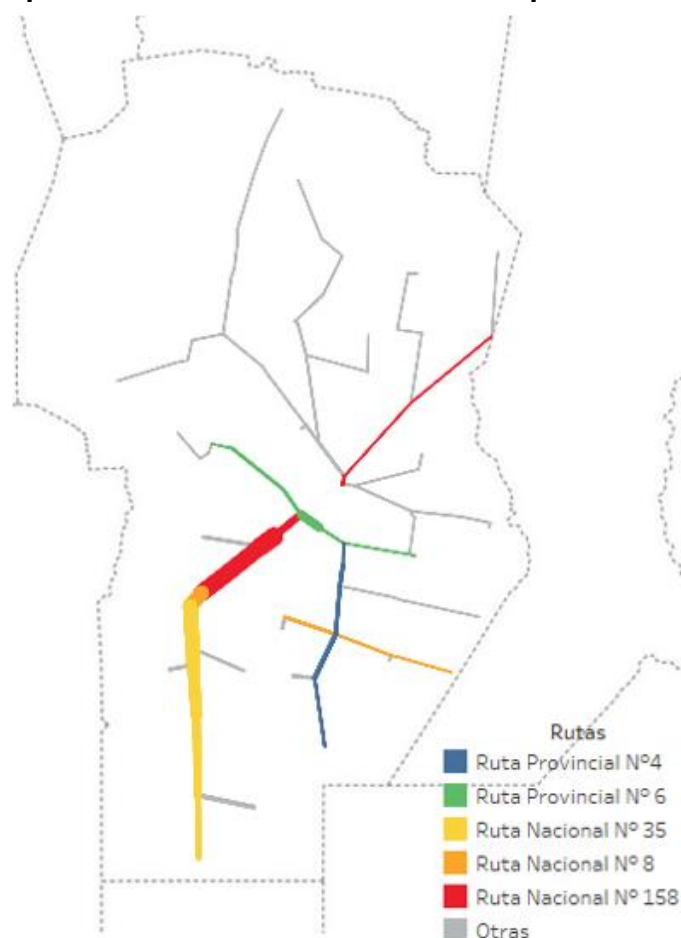 Rutas
Ruta Provincial Nº4
Ruta Provincial Nº 6
Ruta Nacional Nº 35
Ruta Nacional Nº 8
Ruta Nacional Nº 158
Otras